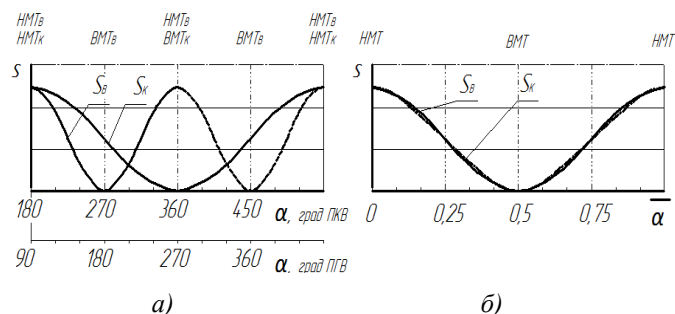 НМТв НМТв НМТв
НМТк ВМТв ВМТк ВМТв НМТк
НМТ ВМТ НМТ
S Sв Sк
S Sв Sк
180 270 360 450 α, град ПКВ
0 0,25 0,5 0,75 α
90 180 270 360 α. град ПГВ
а) б)